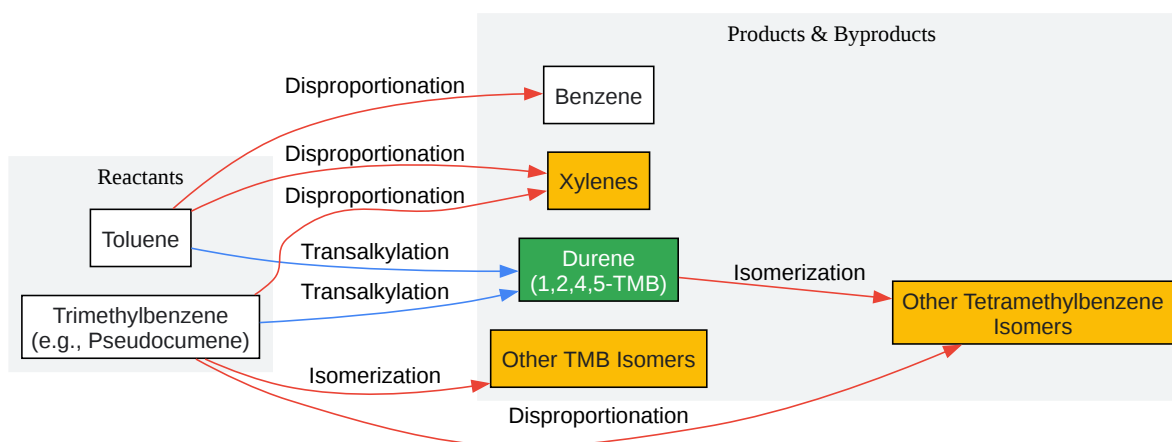 Products & Byproducts
Disproportionation
Benzene
Disproportionation
Reactants
Xylenes
Disproportionation
Toluene
Transalkylation
Durene
(1,2,4,5-TMB)
Isomerization
Transalkylation
Trimethylbenzene
(e.g., Pseudocumene)
Other Tetramethylbenzene
Isomers
Other TMB Isomers
Isomerization
Disproportionation